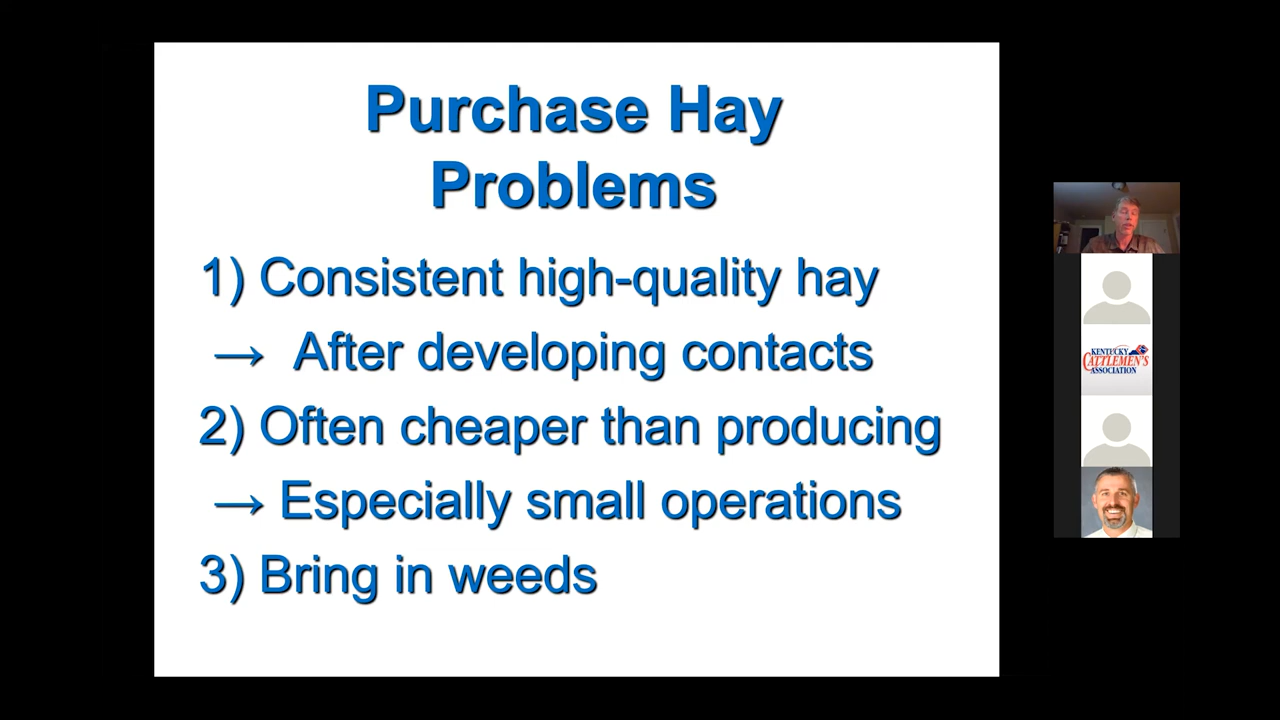 Purchase Hay
Problems
1) Consistent high-quality hay
→ After developing contacts
2) Often cheaper than producing
→ Especially small operations
3) Bring in weeds
KENTUCKY
CATTLEMEN'S
ASSOCIATION